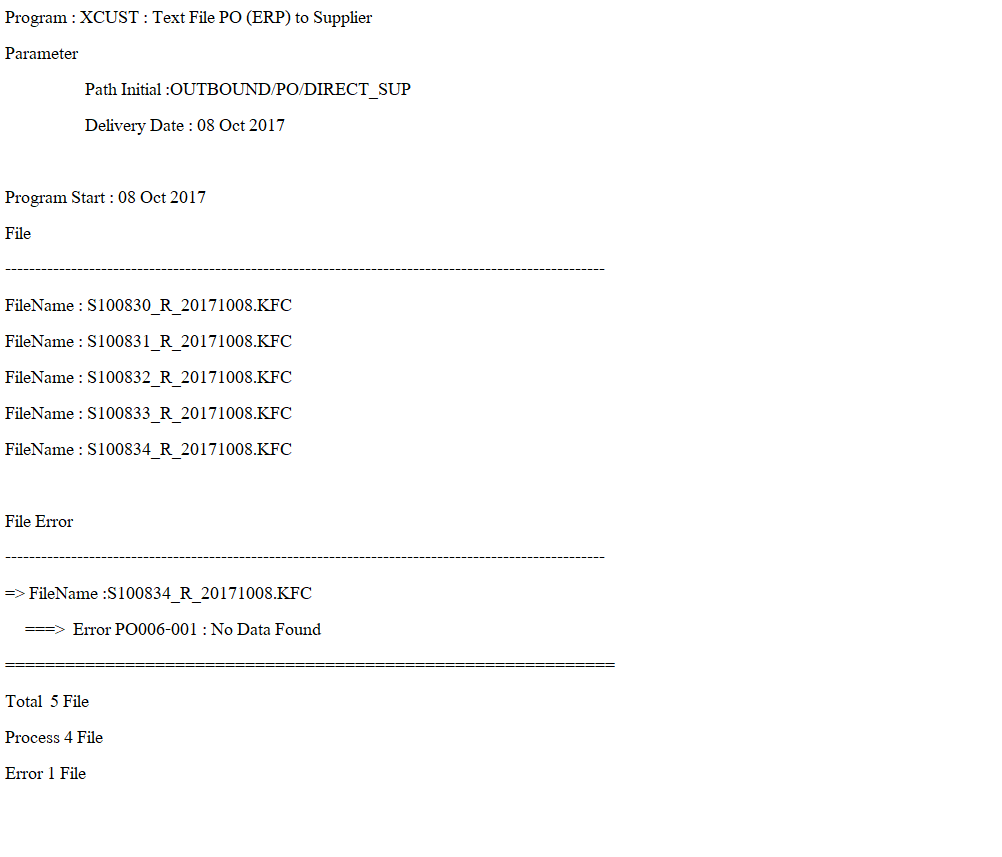 Program : XCUST : Text File PO (ERP) to Supplier
Parameter
Path Initial :OUTBOUND/PO/DIRECT_SUP
Delivery Date : 08 Oct 2017
Program Start : 08 Oct 2017
File
----------------------------------------------------------------------------------------------------
FileName : S100830_R_20171008.KFC
FileName : S100831_R_20171008.KFC
FileName : S100832_R_20171008.KFC
FileName : S100833_R_20171008.KFC
FileName : S100834_R_20171008.KFC
File Error
----------------------------------------------------------------------------------------------------
=> FileName :S100834_R_20171008.KFC
===> Error PO006-001 : No Data Found
=============================================================
Total  5 File
Process 4 File
Error 1 File